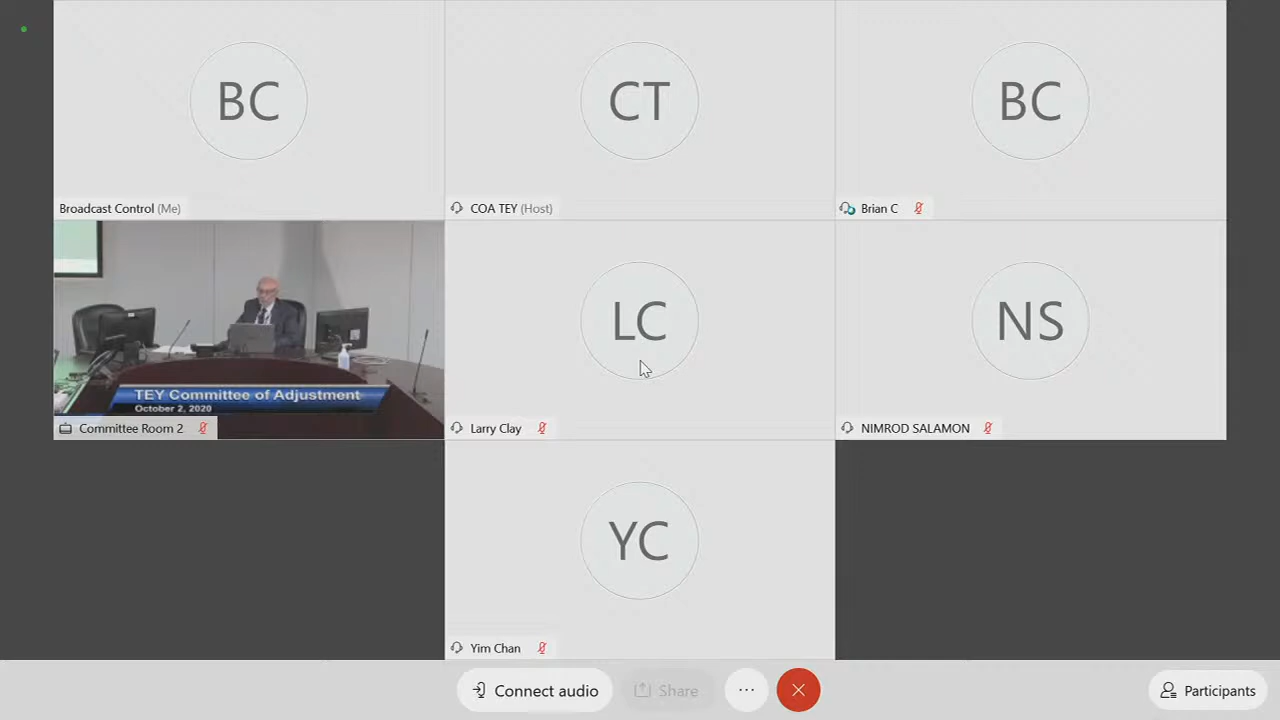 BC
CT
BC
Broadcast Control (Me)
COA TEY (Host)
Brian C
LC
NS
TEY Committee of Adjustment
October 2, 2020
Committee Room 2
Larry Clay
NIMROD SALAMON
YC
Yim Chan
Connect audio
Share
Participants